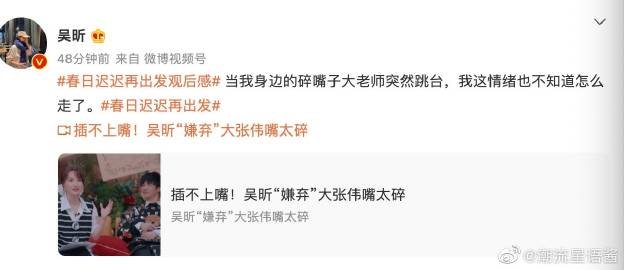 吴昕
48分钟前 来自 微博视频号
#春日迟迟再出发观后感# 当我身边的碎嘴子大老师突然跳台，我这情绪也不知道怎么
走了。#春日迟迟再出发#
插不上嘴！吴昕“嫌弃”大张伟嘴太碎
插不上嘴！吴昕“嫌弃”大张伟嘴太碎
吴昕“嫌弃”大张伟嘴太碎
@潮流星语酱